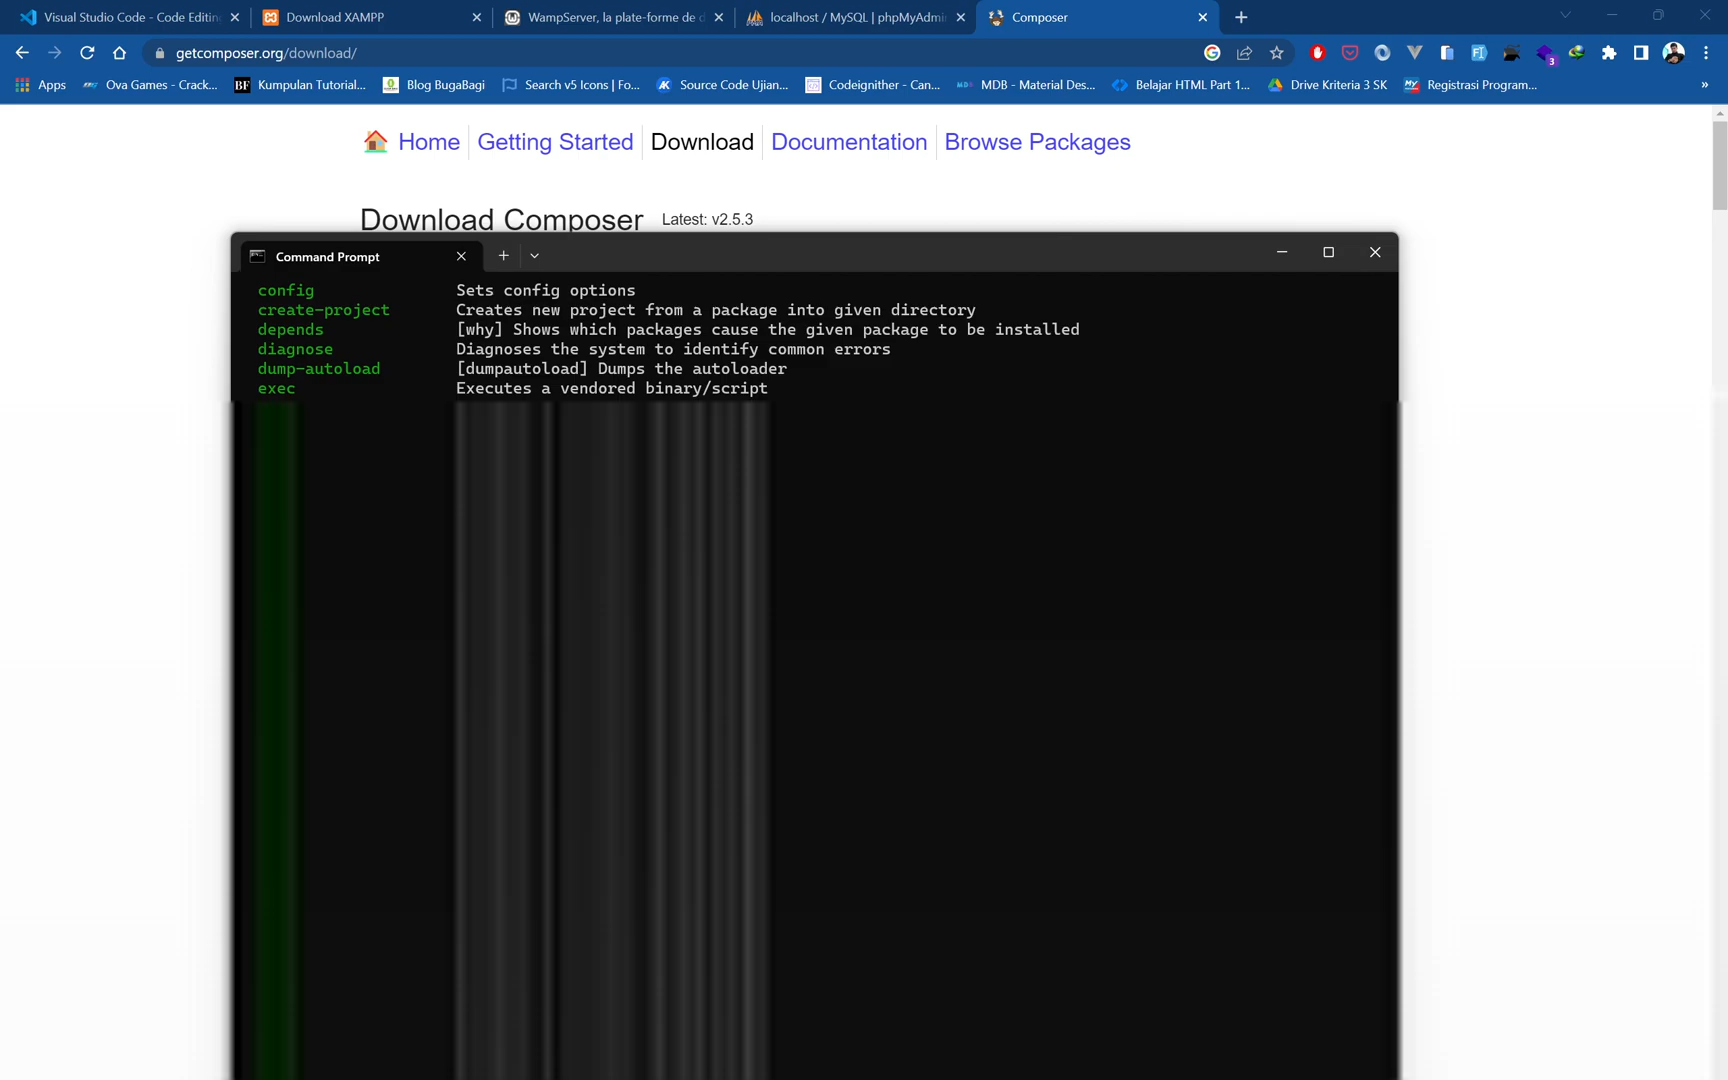 Visual Studio Code - Code Editin
Download XAMPP
WampServer, la plate-forme de d
localhost / MySQL | phpMyAdmi
Composer
getcomposer.org/download/
3
Apps
Ova Games - Crack...
BF
Kumpulan Tutorial...
Blog BugaBagi
Search v5 Icons | Fo...
Source Code Ujian...
Codeignither - Can...
MDB - Material Des...
Belajar HTML Part 1...
Drive Kriteria 3 SK
Registrasi Program...
»
Home
Getting Started
Download
Documentation
Browse Packages
Download Composer Latest: v2.5.3
Command Prompt
config Sets config options
create-project Creates new project from a package into given directory
depends [why] Shows which packages cause the given package to be installed
diagnose Diagnoses the system to identify common errors
dump-autoload [dumpautoload] Dumps the autoloader
exec Executes a vendored binary/script